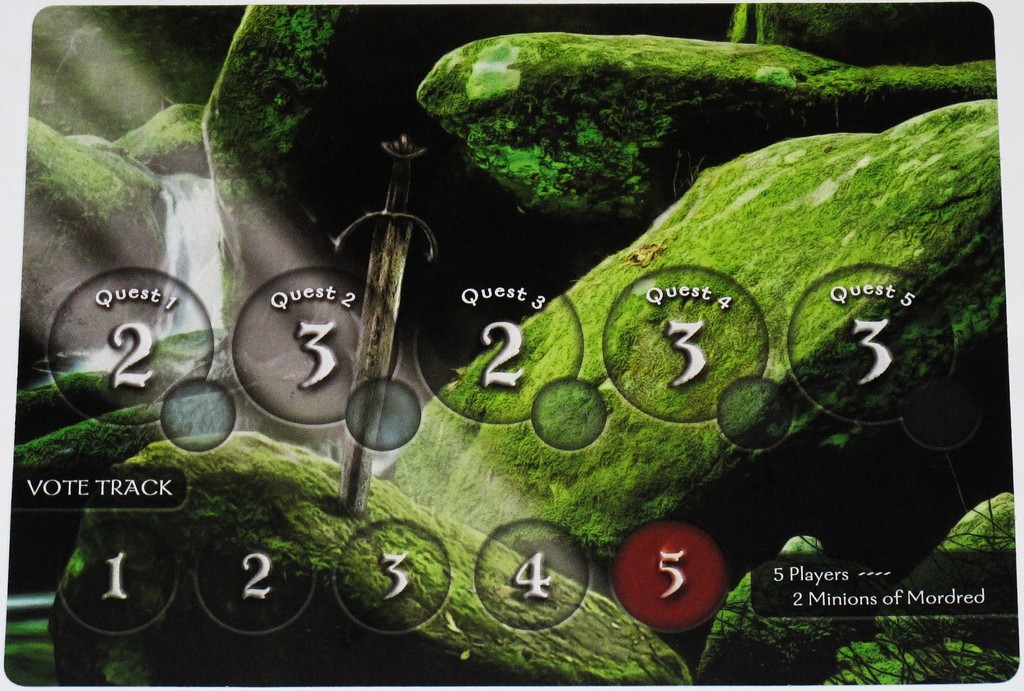 Quest 1
2
Quest 2
3
Quest 3
2
Quest 4
3
Quest 5
3
VOTE TRACK
1 2 3 4 5
5 Players ----
2 Minions of Mordred